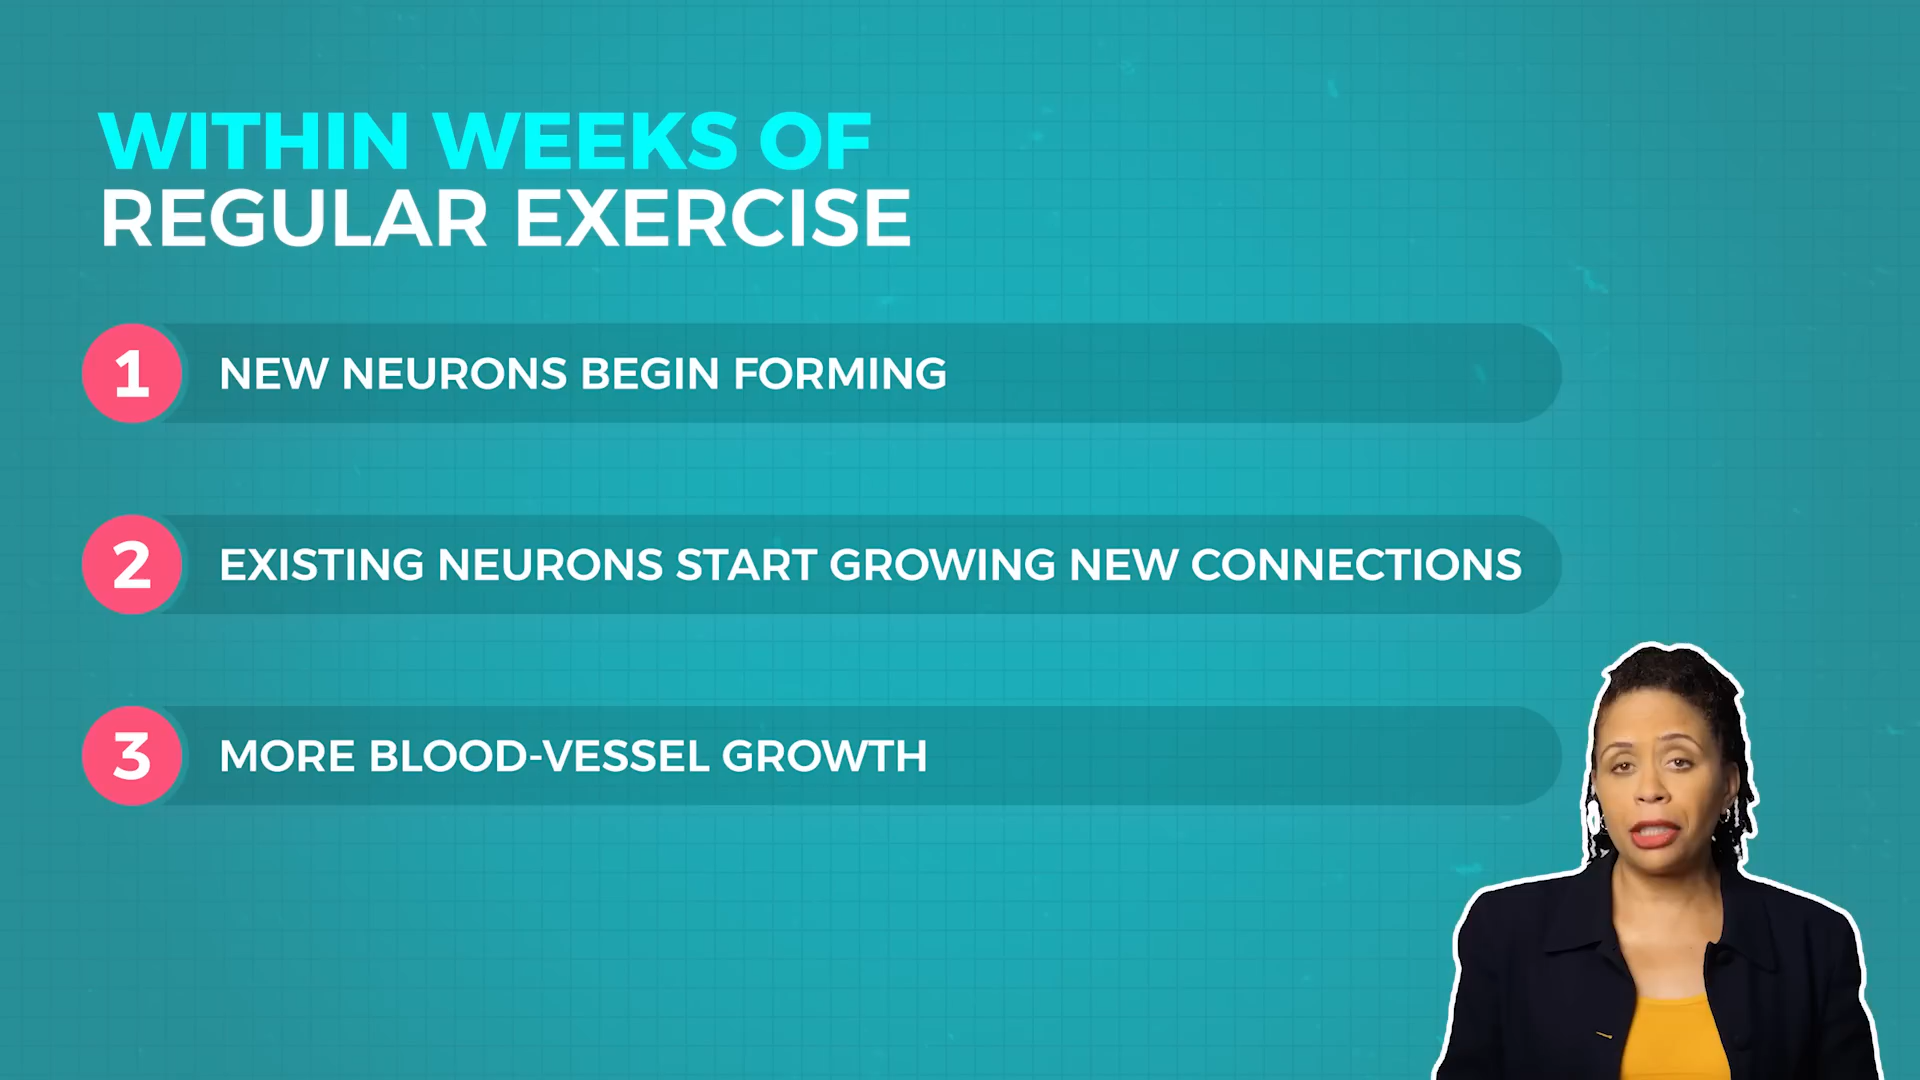 WITHIN WEEKS OF
REGULAR EXERCISE
1 NEW NEURONS BEGIN FORMING
2 EXISTING NEURONS START GROWING NEW CONNECTIONS
3 MORE BLOOD-VESSEL GROWTH